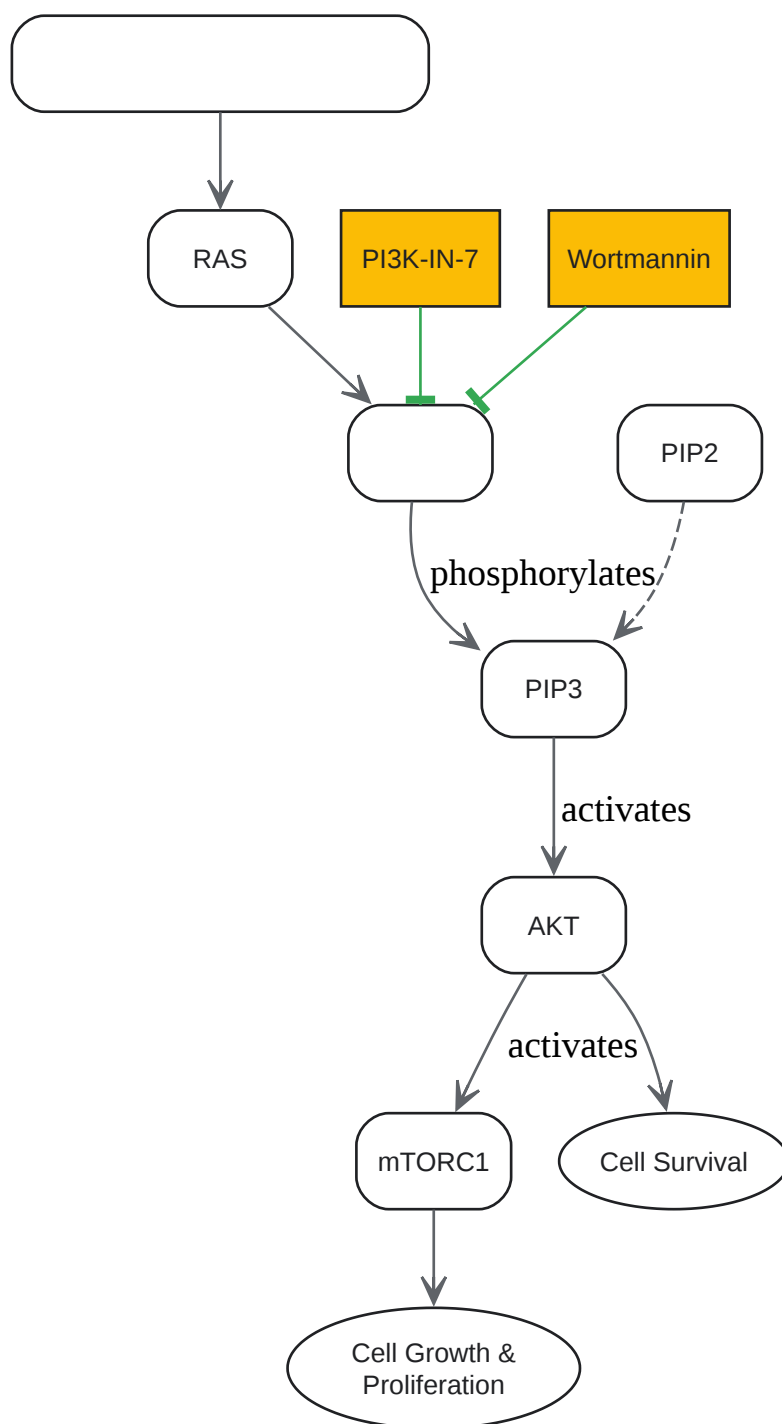 RAS
PI3K-IN-7
Wortmannin
PIP2
phosphorylates
PIP3
activates
AKT
activates
mTORC1
Cell Survival
Cell Growth &
Proliferation